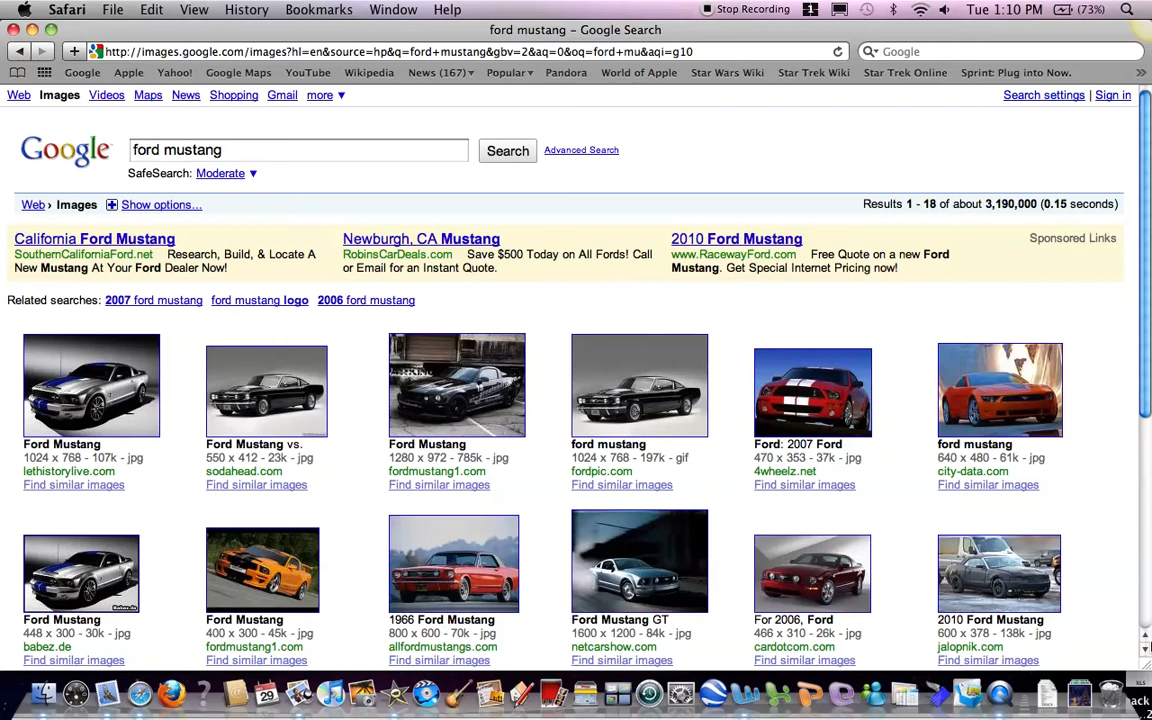 Safari File Edit View History Bookmarks Window Help Stop Recording 1 Tue 1:10 PM (73%)
ford mustang – Google Search
http://images.google.com/images?hl=en&source=hp&q=ford+mustang&gbv=2&aq=0&oq=ford+mu&aqi=g10 Google
Google Apple Yahoo! Google Maps YouTube Wikipedia News (167) Popular Pandora World of Apple Star Wars Wiki Star Trek Wiki Star Trek Online Sprint: Plug into Now. »
Web Images Videos Maps News Shopping Gmail more ▼ Search settings | Sign in
Google ford mustang Search Advanced Search
SafeSearch: Moderate ▼
Web › Images Show options... Results 1 - 18 of about 3,190,000 (0.15 seconds)
California Ford Mustang Newburgh, CA Mustang 2010 Ford Mustang Sponsored Links
SouthernCaliforniaFord.net Research, Build, & Locate A RobinsCarDeals.com Save $500 Today on All Fords! Call www.RacewayFord.com Free Quote on a new Ford
New Mustang At Your Ford Dealer Now! or Email for an Instant Quote. Mustang. Get Special Internet Pricing now!
Related searches: 2007 ford mustang ford mustang logo 2006 ford mustang
Ford Mustang Ford Mustang vs. Ford Mustang ford mustang Ford: 2007 Ford ford mustang
1024 x 768 - 107k - jpg 550 x 412 - 23k - jpg 1280 x 972 - 785k - jpg 1024 x 768 - 197k - gif 470 x 353 - 37k - jpg 640 x 480 - 61k - jpg
lethistorylive.com sodahead.com fordmustang1.com fordpic.com 4wheelz.net city-data.com
Find similar images Find similar images Find similar images Find similar images Find similar images Find similar images
Babez.de
Ford Mustang Ford Mustang 1966 Ford Mustang Ford Mustang GT For 2006, Ford 2010 Ford Mustang
448 x 300 - 30k - jpg 400 x 300 - 45k - jpg 800 x 600 - 70k - jpg 1600 x 1200 - 84k - jpg 466 x 310 - 26k - jpg 600 x 378 - 138k - jpg
babez.de fordmustang1.com allfordmustangs.com netcarshow.com cardotcom.com jalopnik.com
Find similar images Find similar images Find similar images Find similar images Find similar images Find similar images
XLS
hack